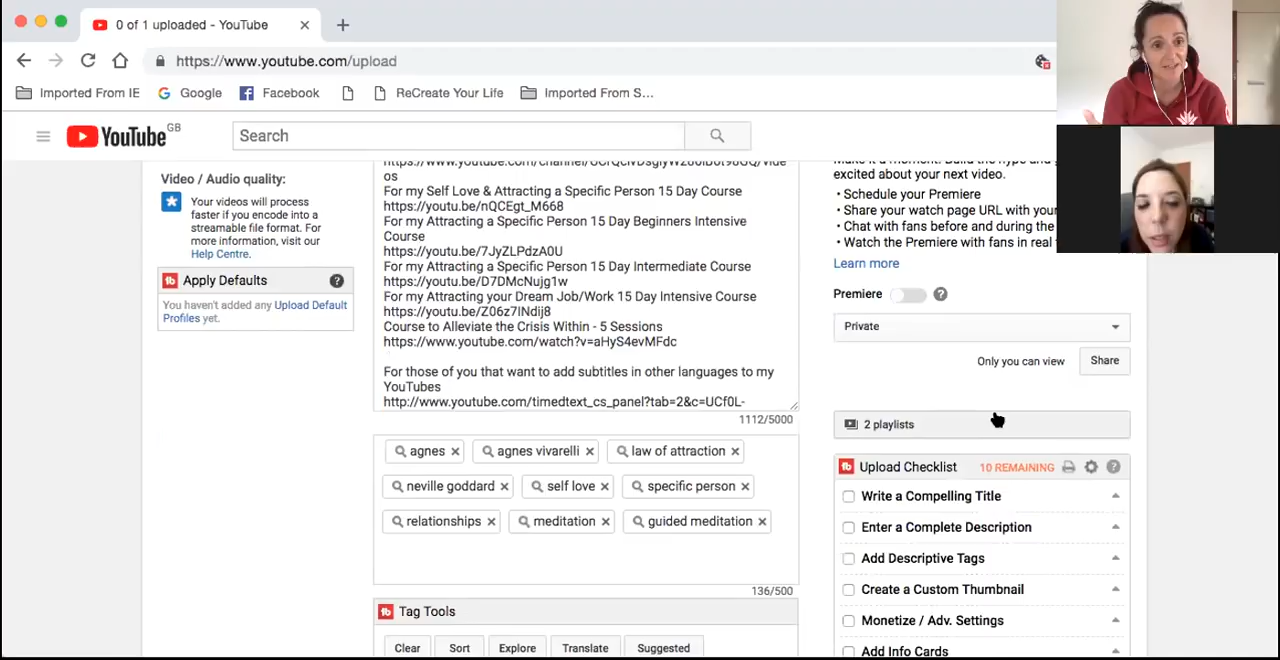 0 of 1 uploaded - YouTube
https://www.youtube.com/upload
Imported From IE
Google
Facebook
ReCreate Your Life
Imported From S...
YouTube GB
Search
Video / Audio quality:
Your videos will process
faster if you encode into a
streamable file format. For
more information, visit our
Help Centre.
Apply Defaults
You haven't added any Upload Default
Profiles yet.
os
For my Self Love & Attracting a Specific Person 15 Day Course
https://youtu.be/nQCEgt_M668
For my Attracting a Specific Person 15 Day Beginners Intensive
Course
https://youtu.be/7JyZLPdzA0U
For my Attracting a Specific Person 15 Day Intermediate Course
https://youtu.be/D7DMcNujg1w
For my Attracting your Dream Job/Work 15 Day Intensive Course
https://youtu.be/Z06z7lNdij8
Course to Alleviate the Crisis Within - 5 Sessions
https://www.youtube.com/watch?v=aHyS4evMFdc
For those of you that want to add subtitles in other languages to my
YouTubes
http://www.youtube.com/timedtext_cs_panel?tab=2&c=UCf0L-
1112/5000
agnes
agnes vivarelli
law of attraction
neville goddard
self love
specific person
relationships
meditation
guided meditation
136/500
Tag Tools
Clear
Sort
Explore
Translate
Suggested
excited about your next video.
• Schedule your Premiere
• Share your watch page URL with your
• Chat with fans before and during the
• Watch the Premiere with fans in real
Learn more
Premiere
Private
Only you can view
Share
2 playlists
Upload Checklist
10 REMAINING
Write a Compelling Title
Enter a Complete Description
Add Descriptive Tags
Create a Custom Thumbnail
Monetize / Adv. Settings
Add Info Cards